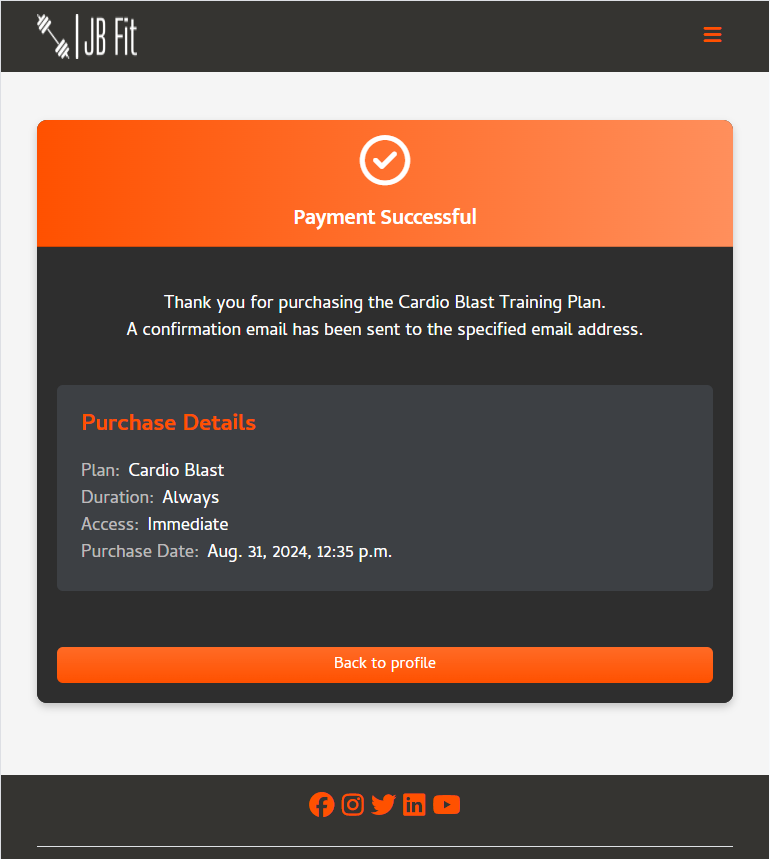 JB Fit
Payment Successful
Thank you for purchasing the Cardio Blast Training Plan.
A confirmation email has been sent to the specified email address.
Purchase Details
Plan: Cardio Blast
Duration: Always
Access: Immediate
Purchase Date: Aug. 31, 2024, 12:35 p.m.
Back to profile